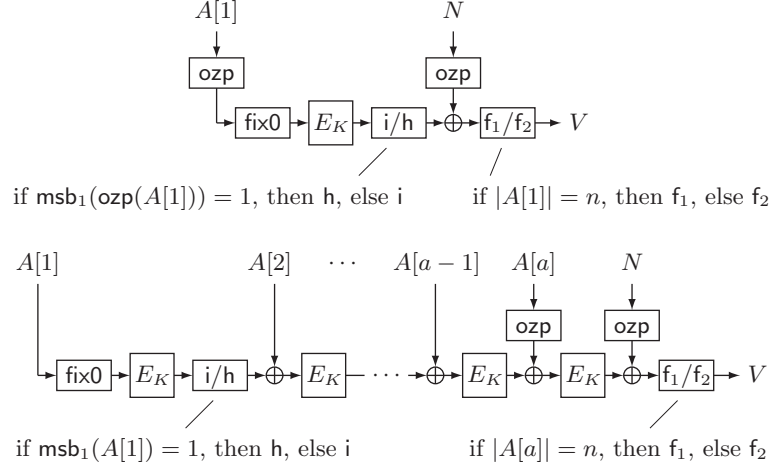 A[1] N
ozp ozp
fix0 E_K i/h ⊕ f_1/f_2 V
if msb_1(ozp(A[1])) = 1, then h, else i if |A[1]| = n, then f_1, else f_2
A[1] A[2] ··· A[a − 1] A[a] N
ozp ozp
fix0 E_K i/h ⊕ E_K ··· ⊕ E_K ⊕ E_K ⊕ f_1/f_2 V
if msb_1(A[1]) = 1, then h, else i if |A[a]| = n, then f_1, else f_2